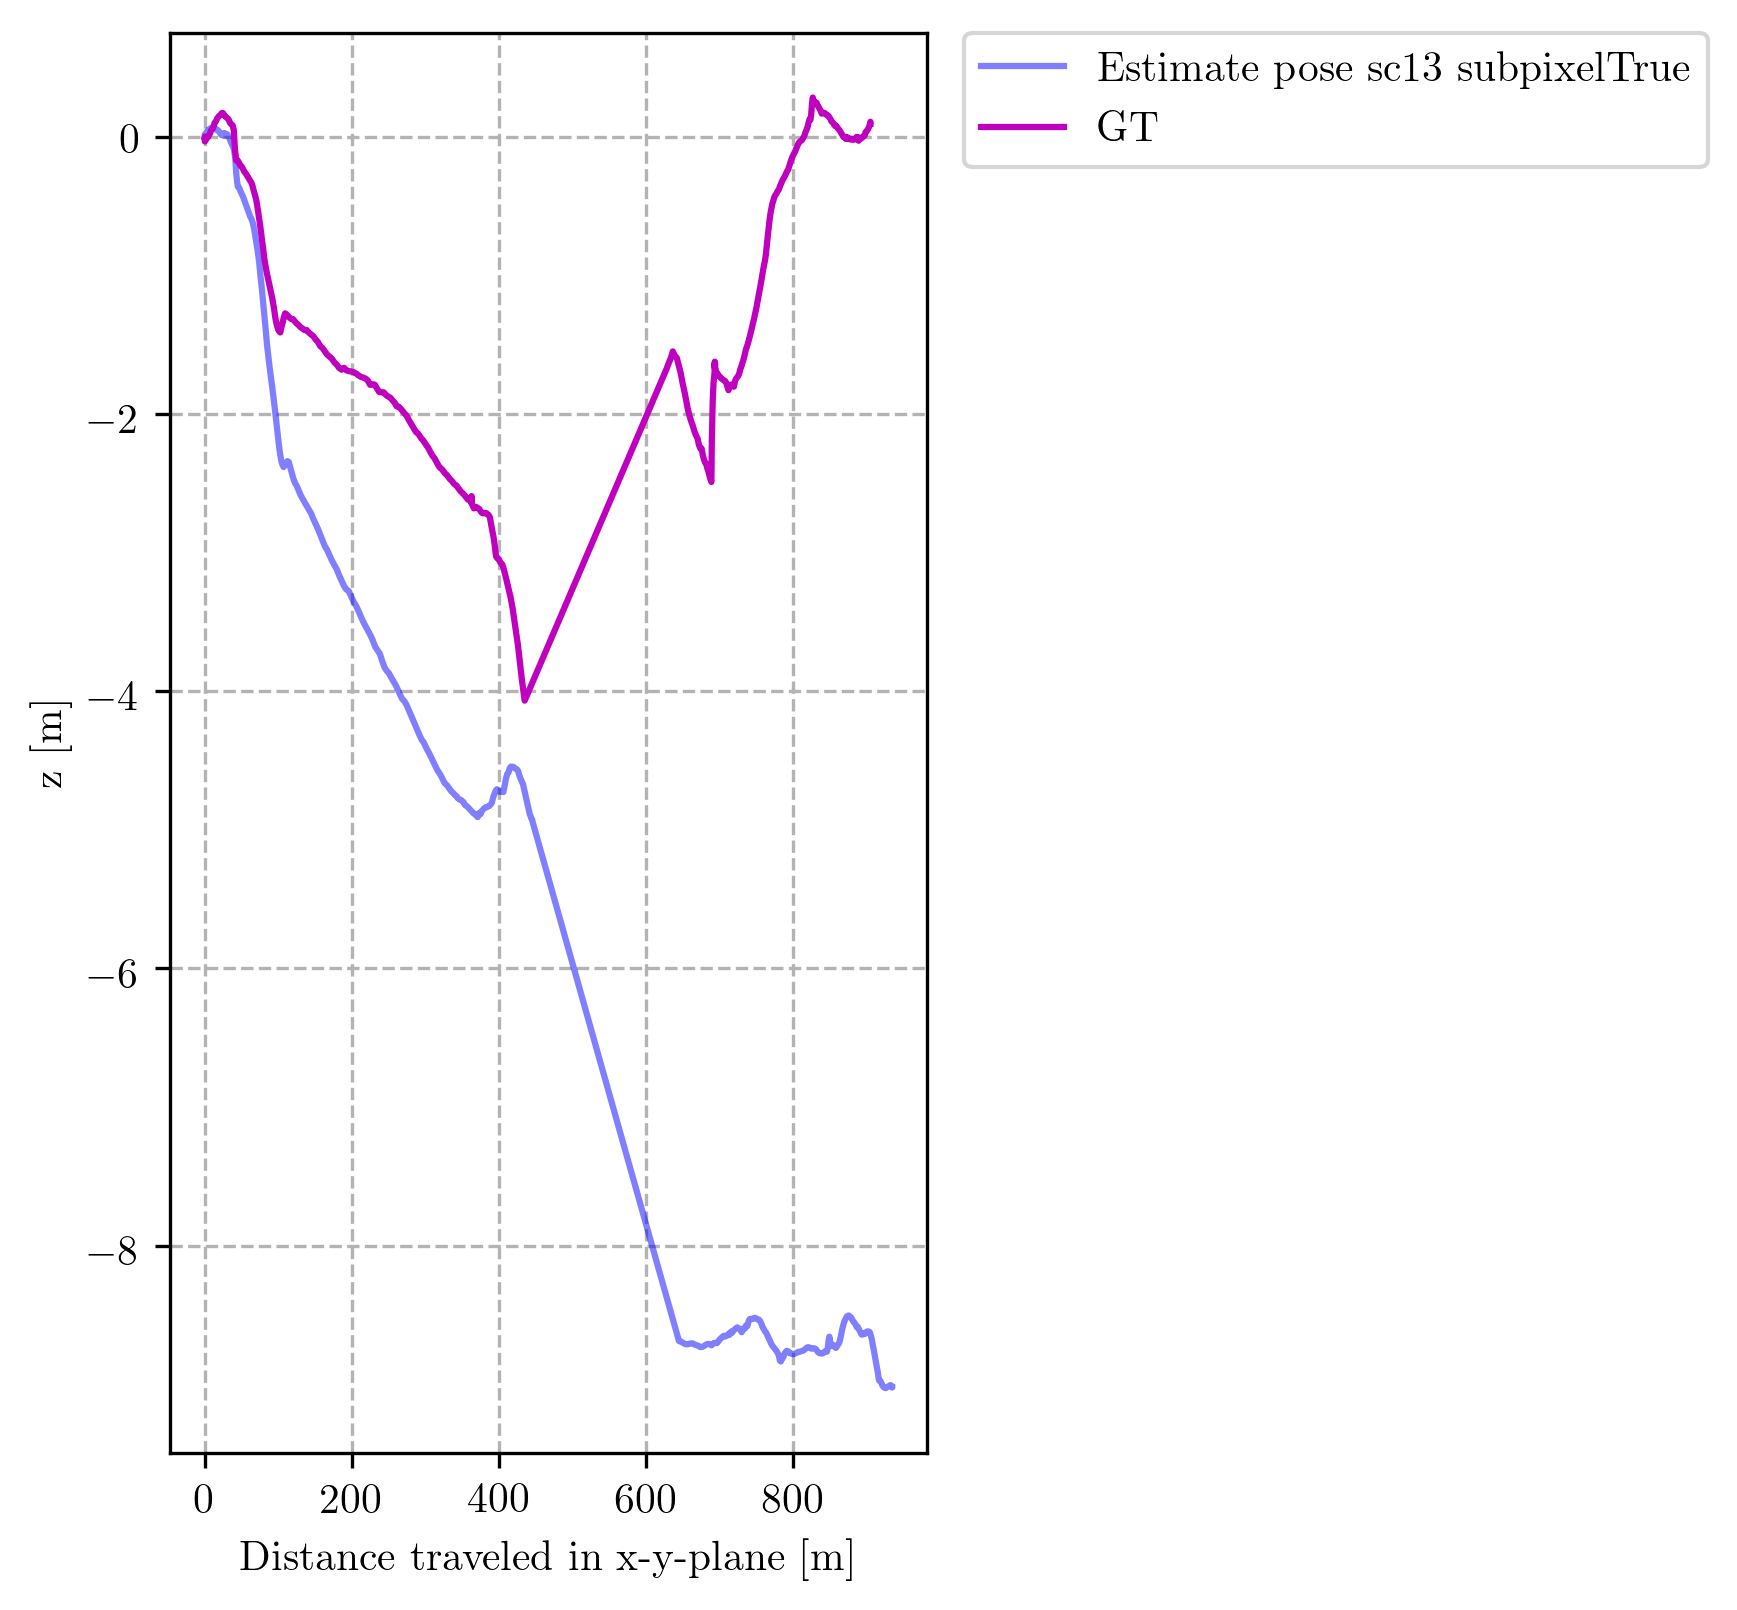 Estimate pose sc13 subpixelTrue
GT
0
−2
−4
−6
−8
z [m]
0 200 400 600 800
Distance traveled in x-y-plane [m]